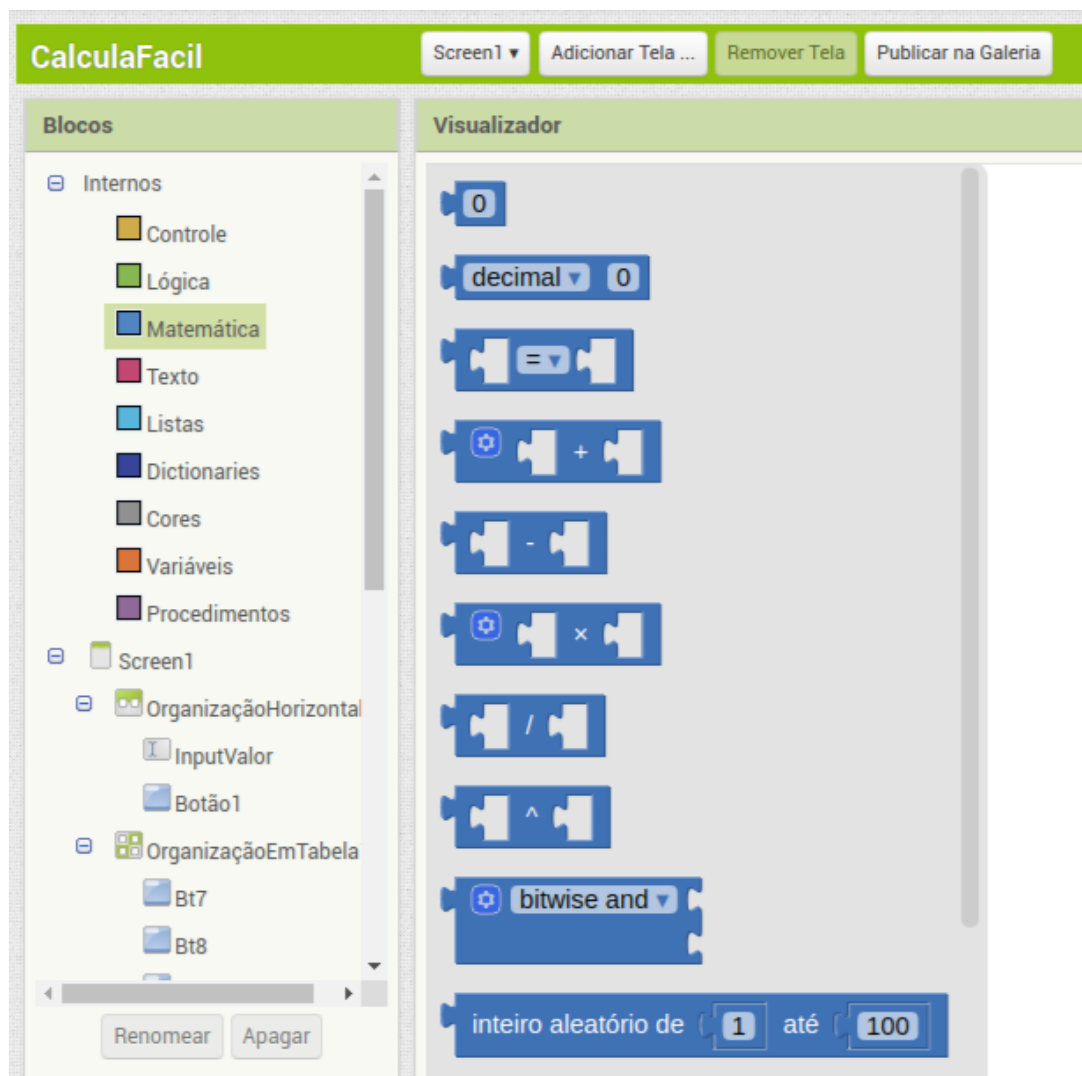 CalculaFacil
Screen1 ▾ Adicionar Tela ... Remover Tela Publicar na Galeria
Blocos
Internos
Controle
Lógica
Matemática
Texto
Listas
Dictionaries
Cores
Variáveis
Procedimentos
Screen1
OrganizaçãoHorizontal
InputValor
Botão1
OrganizaçãoEmTabela
Bt7
Bt8
Renomear Apagar
Visualizador
0
decimal ▾ 0
= ▾
+
-
×
/
^
bitwise and ▾
inteiro aleatório de 1 até 100